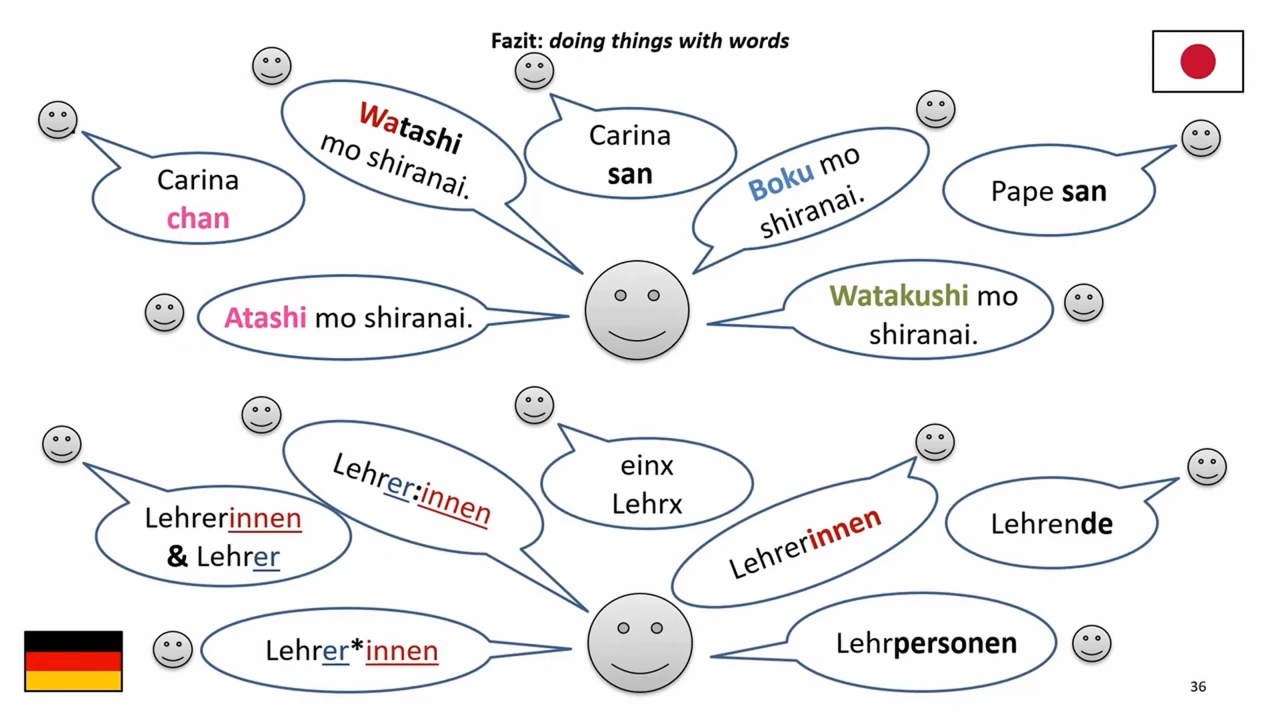 Fazit: doing things with words
Carina
chan
Watashi
mo shiranai.
Carina
san
Boku mo
shiranai.
Pape san
Atashi mo shiranai.
Watakushi mo
shiranai.
Lehrerinnen
& Lehrer
Lehrer:innen
einx
Lehrx
Lehrerinnen
Lehrende
Lehrer*innen
Lehrpersonen
36